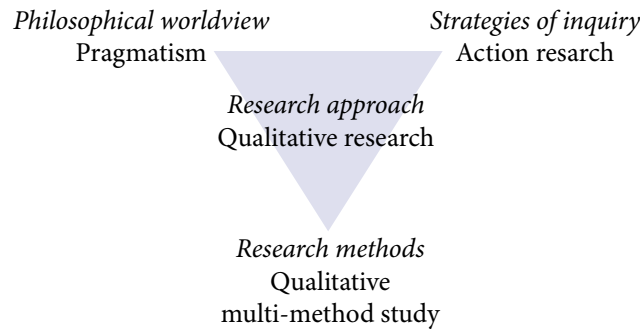 Philosophical worldview
Pragmatism
Strategies of inquiry
Action resarch
Research approach
Qualitative research
Research methods
Qualitative
multi-method study